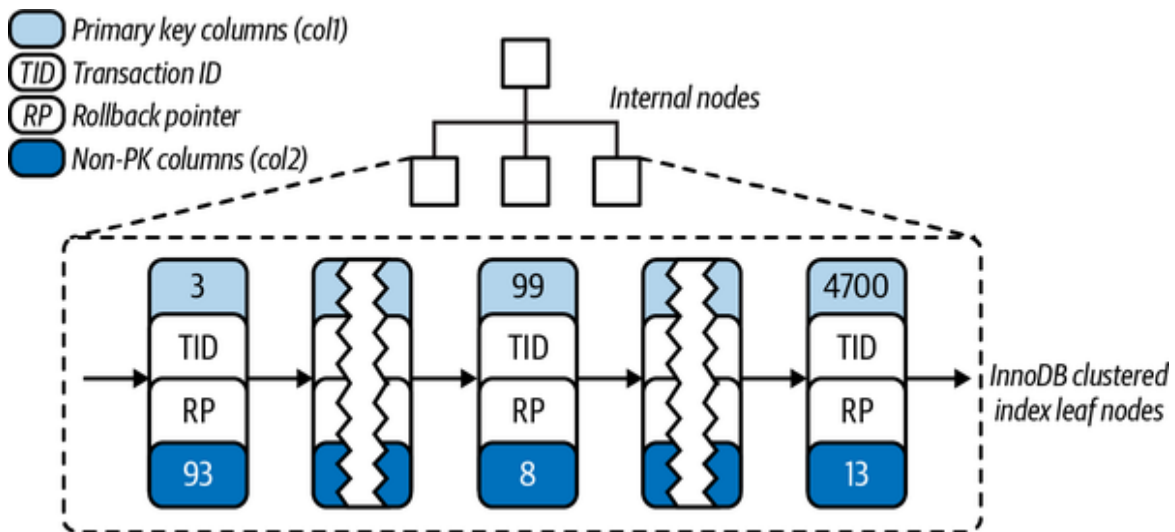 Primary key columns (col1)
TID Transaction ID
RP Rollback pointer
Non-PK columns (col2)
Internal nodes
3 99 4700
TID TID TID
RP RP RP
93 8 13
InnoDB clustered
index leaf nodes